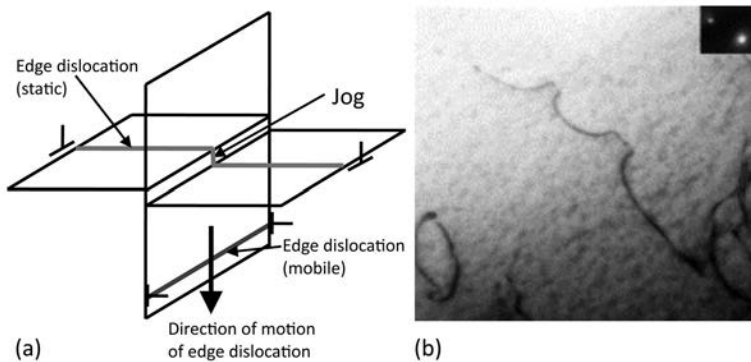 Edge dislocation
(static)
Jog
Edge dislocation
(mobile)
Direction of motion
of edge dislocation
(a)
(b)